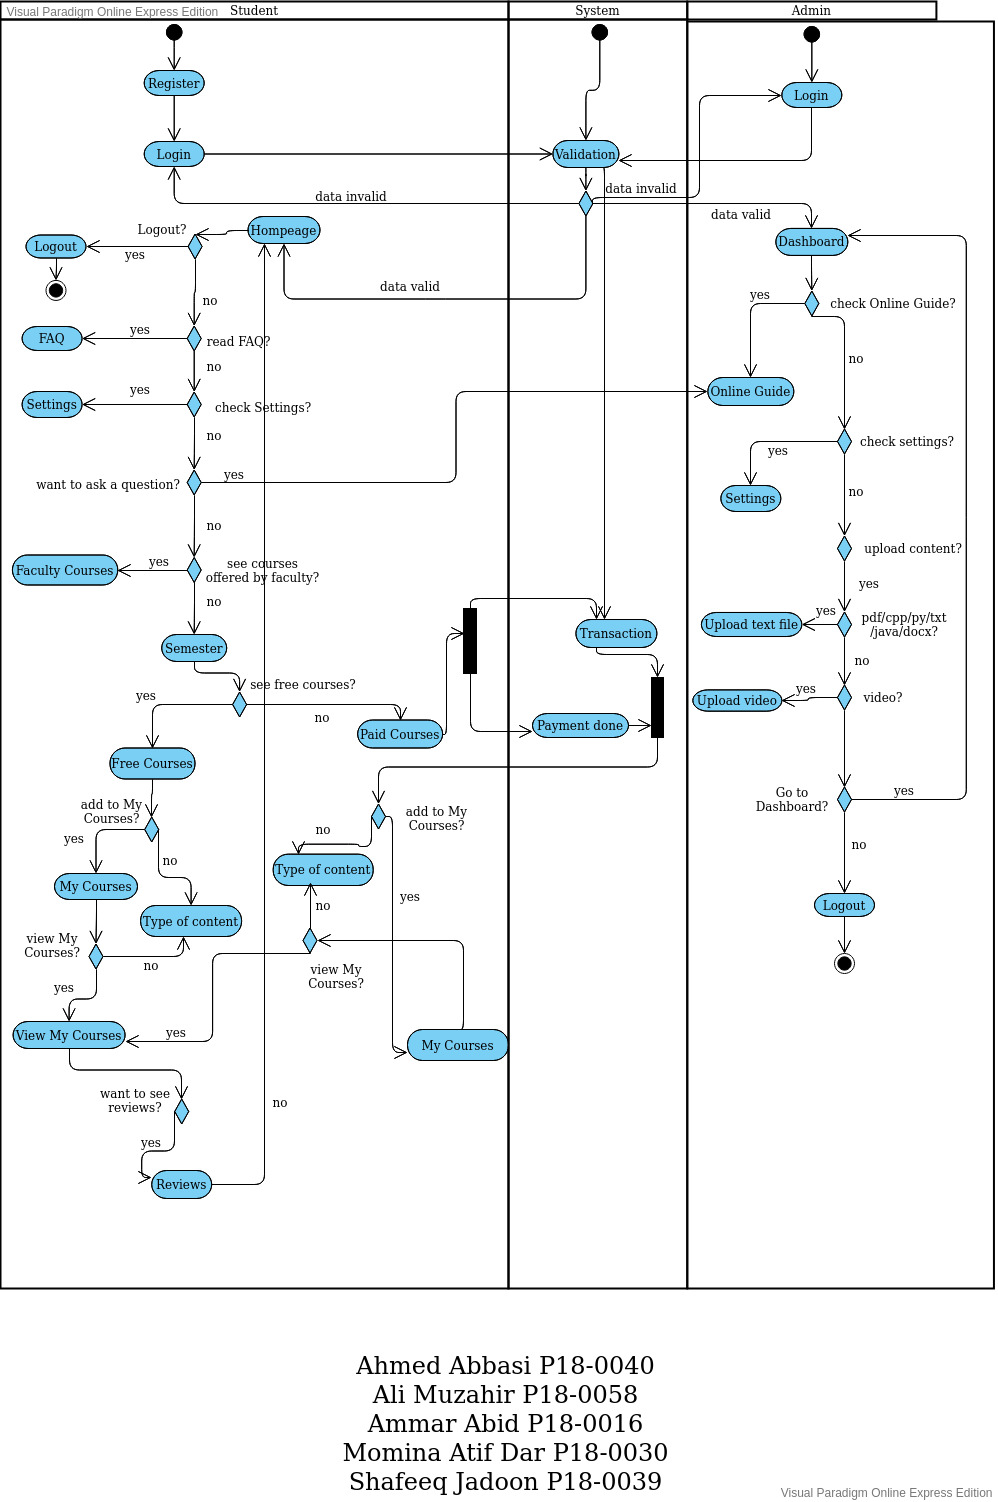 Visual Paradigm Online Express Edition
Student
System
Admin
Register
Login
Login
Validation
data invalid
data invalid
data valid
Logout?
Hompeage
Dashboard
Logout
yes
data valid
yes
check Online Guide?
no
FAQ
yes
read FAQ?
no
no
Settings
yes
check Settings?
Online Guide
no
check settings?
yes
want to ask a question?
yes
Settings
no
no
upload content?
Faculty Courses
yes
see courses
offered by faculty?
yes
no
Upload text file
yes
pdf/cpp/py/txt
/java/docx?
Semester
Transaction
no
see free courses?
yes
Upload video
yes
video?
no
Paid Courses
Payment done
Free Courses
add to My
Courses?
add to My
Courses?
Go to
Dashboard?
yes
yes
no
no
no
Type of content
My Courses
yes
no
Logout
Type of content
view My
Courses?
no
view My
Courses?
yes
yes
View My Courses
My Courses
want to see
reviews?
no
yes
Reviews
Ahmed Abbasi P18-0040
Ali Muzahir P18-0058
Ammar Abid P18-0016
Momina Atif Dar P18-0030
Shafeeq Jadoon P18-0039
Visual Paradigm Online Express Edition